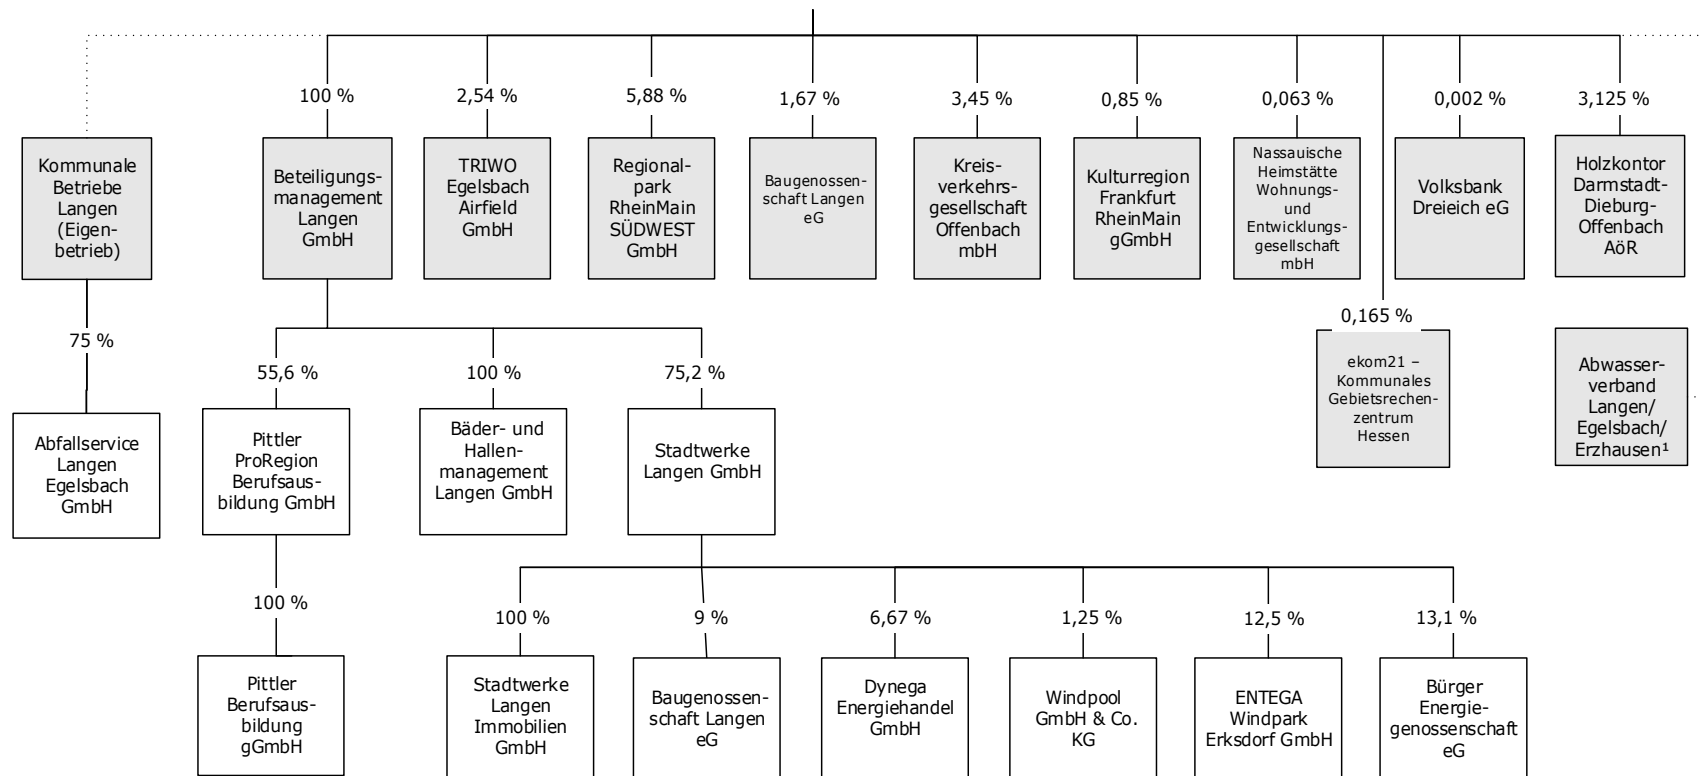 100 %
2,54 %
5,88 %
1,67 %
3,45 %
0,85 %
0,063 %
0,002 %
3,125 %
Kommunale
Betriebe
Langen
(Eigen-
betrieb)
Beteiligungs-
management
Langen
GmbH
TRIWO
Egelsbach
Airfield
GmbH
Regional-
park
RheinMain
SÜDWEST
GmbH
Baugenossen-
schaft Langen
eG
Kreis-
verkehrs-
gesellschaft
Offenbach
mbH
Kulturregion
Frankfurt
RheinMain
gGmbH
Nassauische
Heimstätte
Wohnungs-
und
Entwicklungs-
gesellschaft
mbH
Volksbank
Dreieich eG
Holzkontor
Darmstadt-
Dieburg-
Offenbach
AöR
75 %
0,165 %
55,6 %
100 %
75,2 %
Abfallservice
Langen
Egelsbach
GmbH
Pittler
ProRegion
Berufsaus-
bildung GmbH
Bäder- und
Hallen-
management
Langen GmbH
Stadtwerke
Langen GmbH
ekom21 –
Kommunales
Gebietsrechen-
zentrum
Hessen
Abwasser-
verband
Langen/
Egelsbach/
Erzhausen¹
100 %
100 %
9 %
6,67 %
1,25 %
12,5 %
13,1 %
Pittler
Berufsaus-
bildung
gGmbH
Stadtwerke
Langen
Immobilien
GmbH
Baugenossen-
schaft Langen
eG
Dynega
Energiehandel
GmbH
Windpool
GmbH & Co.
KG
ENTEGA
Windpark
Erksdorf GmbH
Bürger
Energie-
genossenschaft
eG